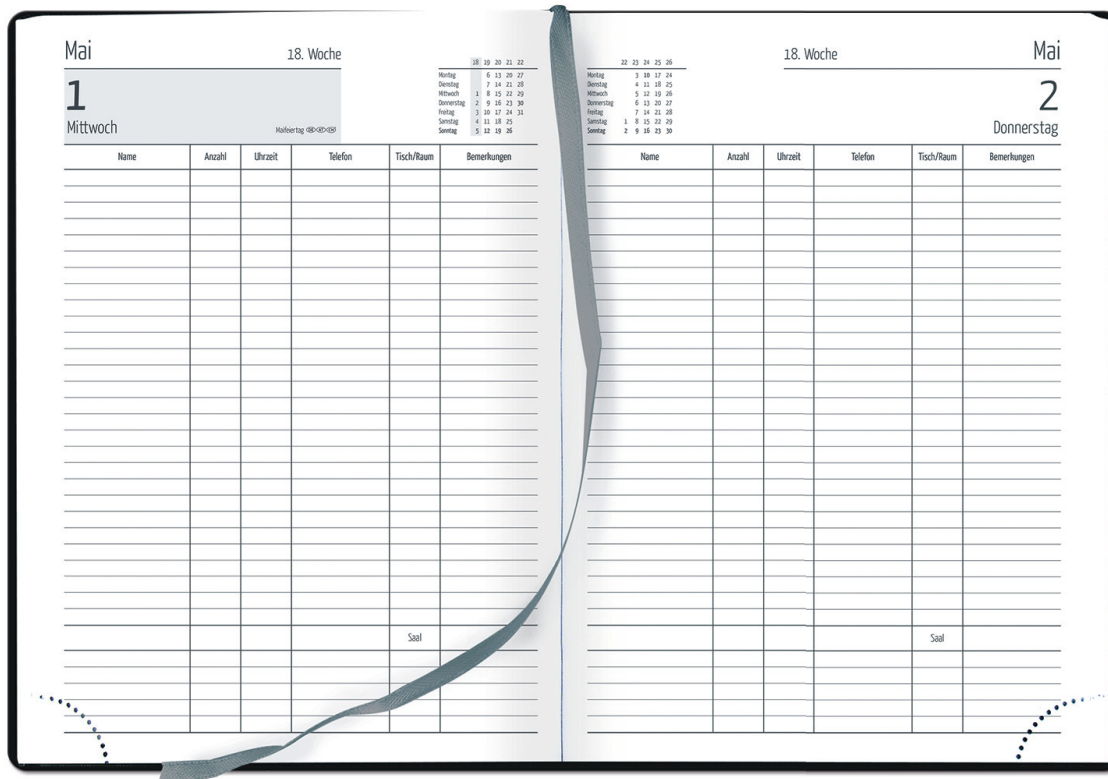 Mai
18. Woche
1
Mittwoch
Maifeiertag
18 19 20 21 22
Montag 6 13 20 27
Dienstag 7 14 21 28
Mittwoch 1 8 15 22 29
Donnerstag 2 9 16 23 30
Freitag 3 10 17 24 31
Samstag 4 11 18 25
Sonntag 5 12 19 26
Name Anzahl Uhrzeit Telefon Tisch/Raum Bemerkungen
Saal
22 23 24 25 26
Montag 3 10 17 24
Dienstag 4 11 18 25
Mittwoch 5 12 19 26
Donnerstag 6 13 20 27
Freitag 7 14 21 28
Samstag 1 8 15 22 29
Sonntag 2 9 16 23 30
18. Woche
Mai
2
Donnerstag
Name Anzahl Uhrzeit Telefon Tisch/Raum Bemerkungen
Saal